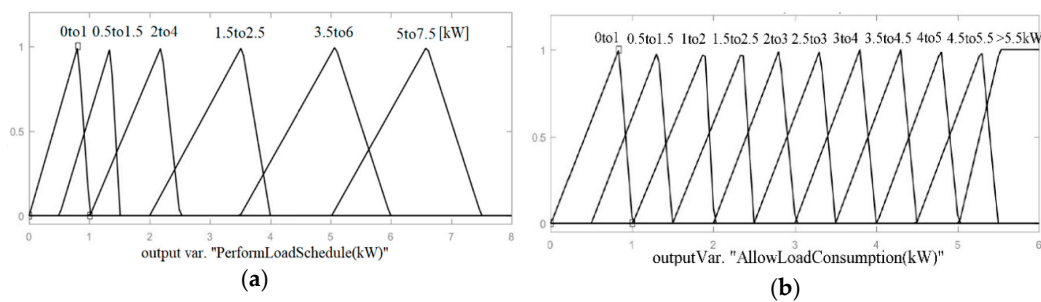 0to1 0.5to1.5 2to4 1.5to2.5 3.5to6 5to7.5 [kW]
1
0.5
0
0 1 2 3 4 5 6 7 8
output var. "PerformLoadSchedule(kW)"
(a)
0to1 0.5to1.5 1to2 1.5to2.5 2to3 2.5to3 3to4 3.5to4.5 4to5 4.5to5.5 >5.5kW
1
0.5
0
0 1 2 3 4 5 6
outputVar. "AllowLoadConsumption(kW)"
(b)